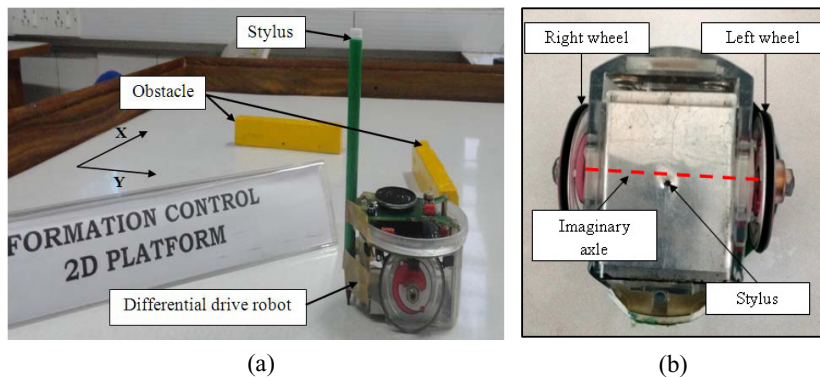 Stylus
Obstacle
X
Y
FORMATION CONTROL
2D PLATFORM
Differential drive robot
(a)
Right wheel
Left wheel
Imaginary
axle
Stylus
(b)